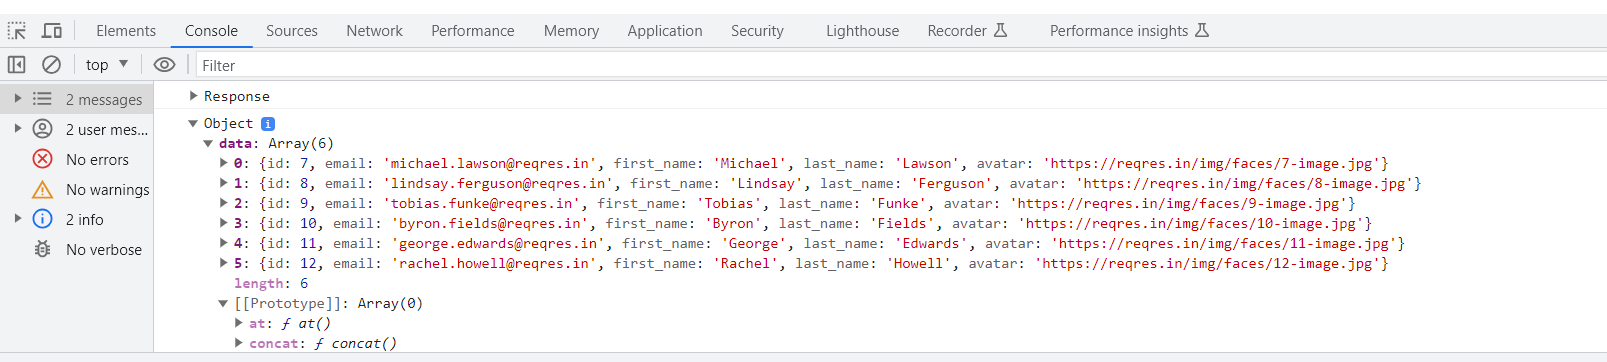 Elements Console Sources Network Performance Memory Application Security Lighthouse Recorder Performance insights
top Filter
2 messages
2 user mes...
No errors
No warnings
2 info
No verbose
Response
Object i
data: Array(6)
0: {id: 7, email: 'michael.lawson@reqres.in', first_name: 'Michael', last_name: 'Lawson', avatar: 'https://reqres.in/img/faces/7-image.jpg'}
1: {id: 8, email: 'lindsay.ferguson@reqres.in', first_name: 'Lindsay', last_name: 'Ferguson', avatar: 'https://reqres.in/img/faces/8-image.jpg'}
2: {id: 9, email: 'tobias.funke@reqres.in', first_name: 'Tobias', last_name: 'Funke', avatar: 'https://reqres.in/img/faces/9-image.jpg'}
3: {id: 10, email: 'byron.fields@reqres.in', first_name: 'Byron', last_name: 'Fields', avatar: 'https://reqres.in/img/faces/10-image.jpg'}
4: {id: 11, email: 'george.edwards@reqres.in', first_name: 'George', last_name: 'Edwards', avatar: 'https://reqres.in/img/faces/11-image.jpg'}
5: {id: 12, email: 'rachel.howell@reqres.in', first_name: 'Rachel', last_name: 'Howell', avatar: 'https://reqres.in/img/faces/12-image.jpg'}
length: 6
[[Prototype]]: Array(0)
at: ƒ at()
concat: ƒ concat()